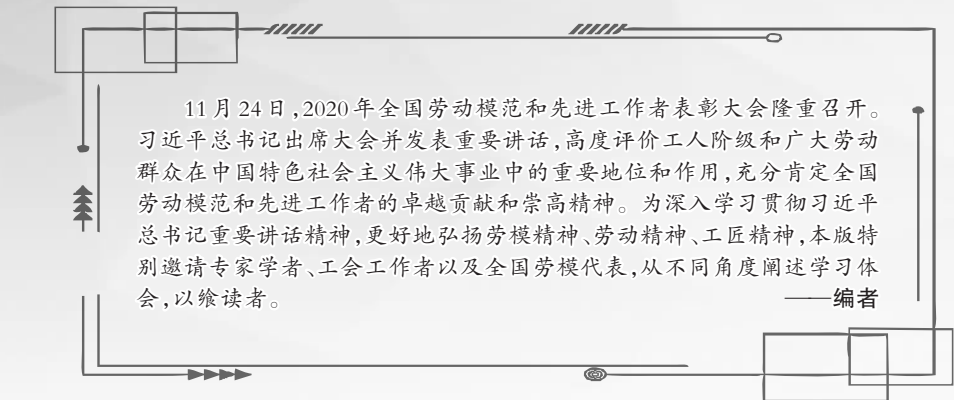 11月24日,2020年全国劳动模范和先进工作者表彰大会隆重召开。
习近平总书记出席大会并发表重要讲话,高度评价工人阶级和广大劳动
群众在中国特色社会主义伟大事业中的重要地位和作用,充分肯定全国
劳动模范和先进工作者的卓越贡献和崇高精神。为深入学习贯彻习近平
总书记重要讲话精神,更好地弘扬劳模精神、劳动精神、工匠精神,本版特
别邀请专家学者、工会工作者以及全国劳模代表,从不同角度阐述学习体
会,以飨读者。 ——编者